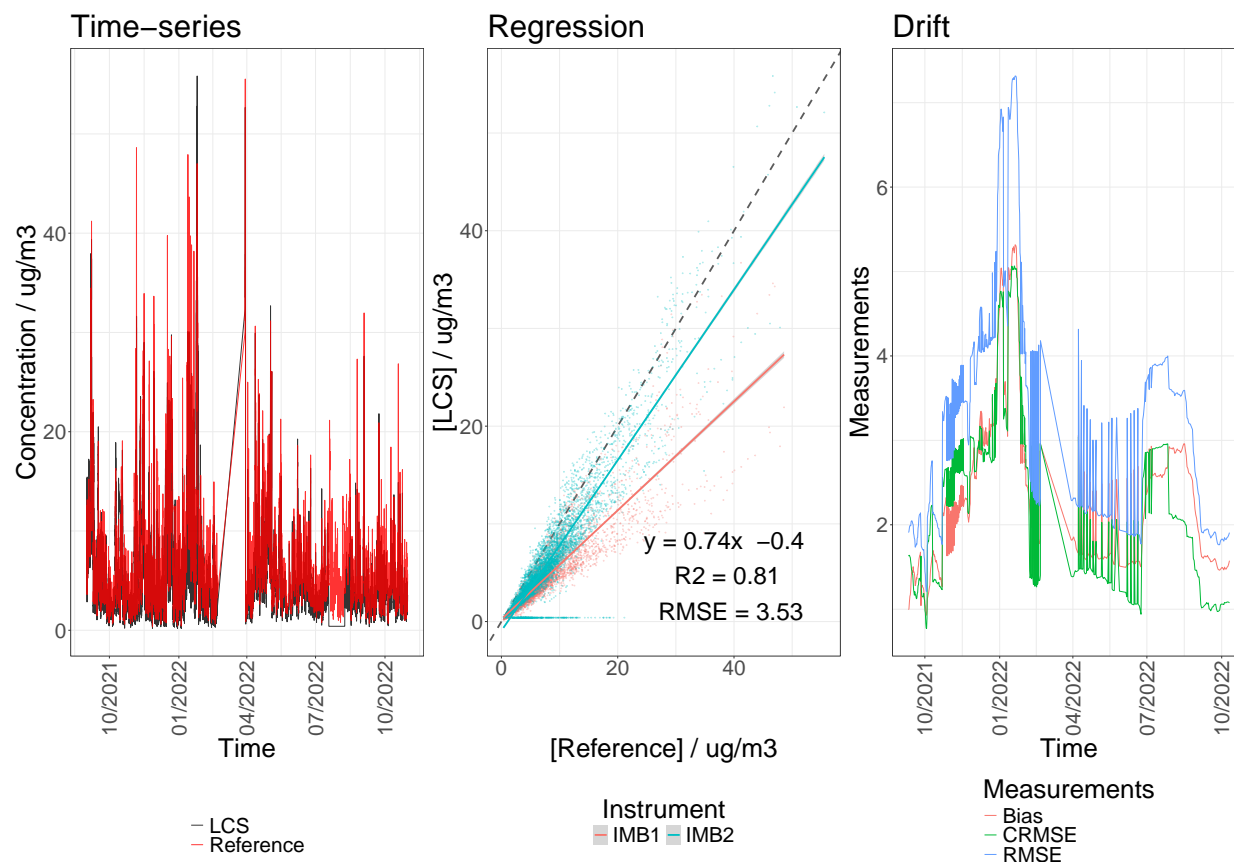 Time−series
Concentration / ug/m3
40
20
0
10/2021
01/2022
04/2022
07/2022
10/2022
Time
LCS
Reference
Regression
[LCS] / ug/m3
40
20
0
y = 0.74x −0.4
R2 = 0.81
RMSE = 3.53
0
20
40
[Reference] / ug/m3
Instrument
IMB1
IMB2
Drift
Measurements
6
4
2
10/2021
01/2022
04/2022
07/2022
10/2022
Time
Measurements
Bias
CRMSE
RMSE